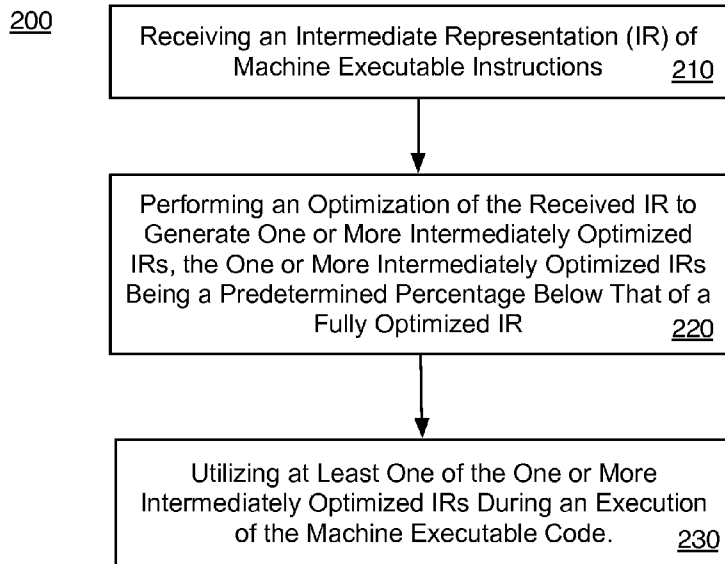 200
Receiving an Intermediate Representation (IR) of
Machine Executable Instructions
210
Performing an Optimization of the Received IR to
Generate One or More Intermediately Optimized
IRs, the One or More Intermediately Optimized IRs
Being a Predetermined Percentage Below That of a
Fully Optimized IR
220
Utilizing at Least One of the One or More
Intermediately Optimized IRs During an Execution
of the Machine Executable Code.
230